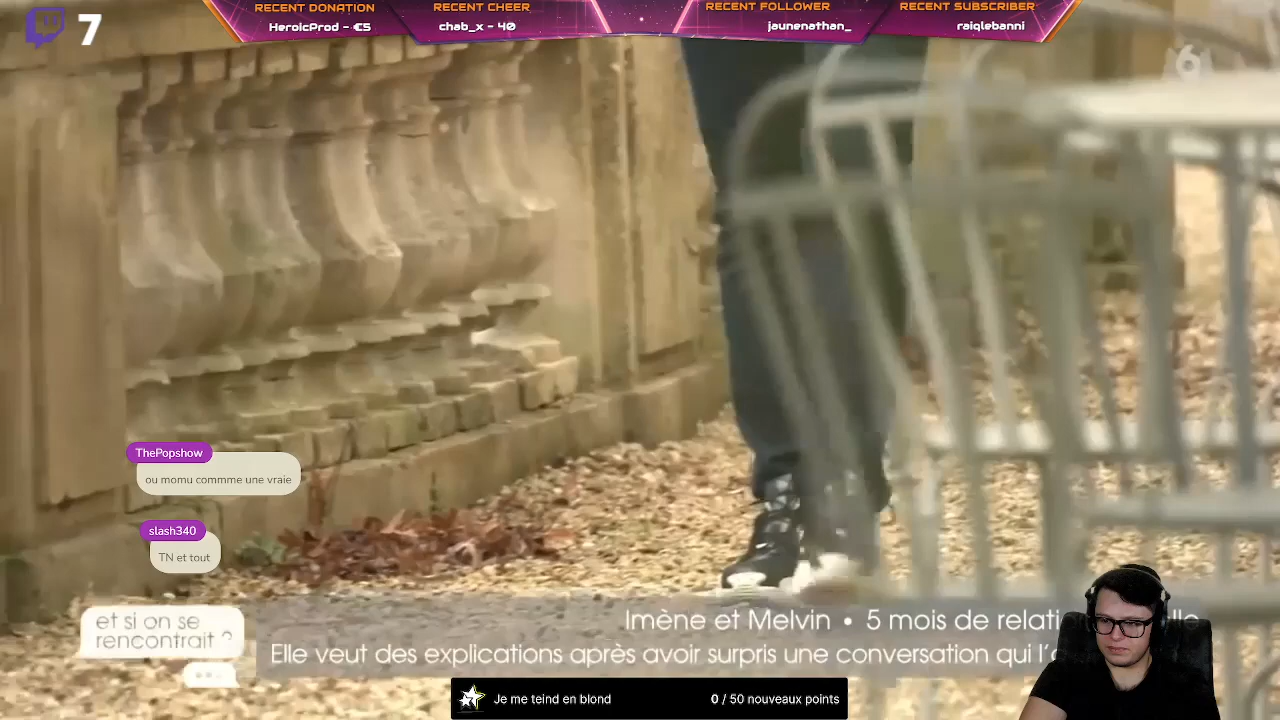 7
RECENT DONATION
HeroicProd - €5
RECENT CHEER
chab_x - 40
RECENT FOLLOWER
jaunenathan_
RECENT SUBSCRIBER
raiqlebanni
6
ThePopshow
ou momu commme une vraie
slash340
TN et tout
et si on se
rencontrait ?
Imène et Melvin • 5 mois de
Elle veut des explications après avoir surpris une conversation qui
Je me teind en blond
0 / 50 nouveaux points